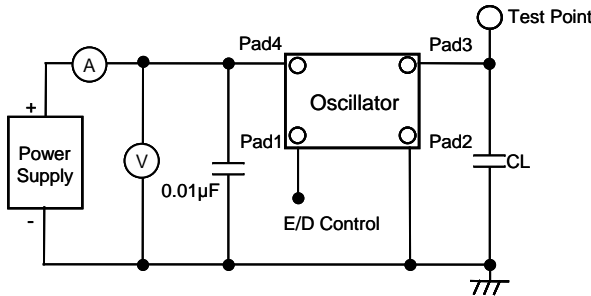 Test Point
Pad4
Pad3
A
+
Oscillator
Power
Supply
V
Pad1
Pad2
0.01µF
CL
-
E/D Control